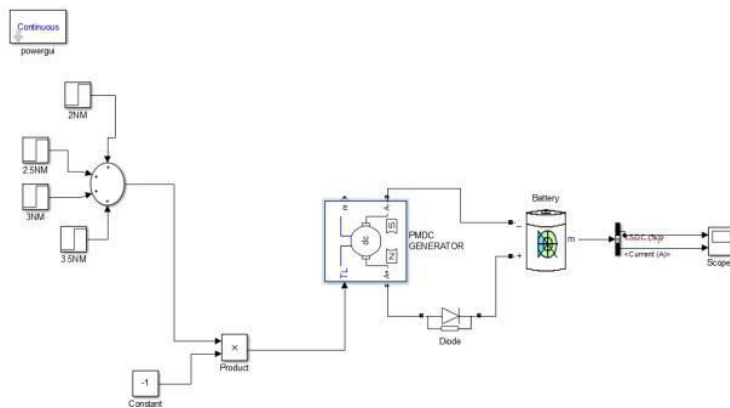 Continuous
powergui
2NM
2.5NM
3NM
3.5NM
-1
Constant
×
Product
TL
m
A-
A+
dc
S
N
PMDC
GENERATOR
Diode
Battery
-
+
m
<SOC (%)>
<Current (A)>
Scope